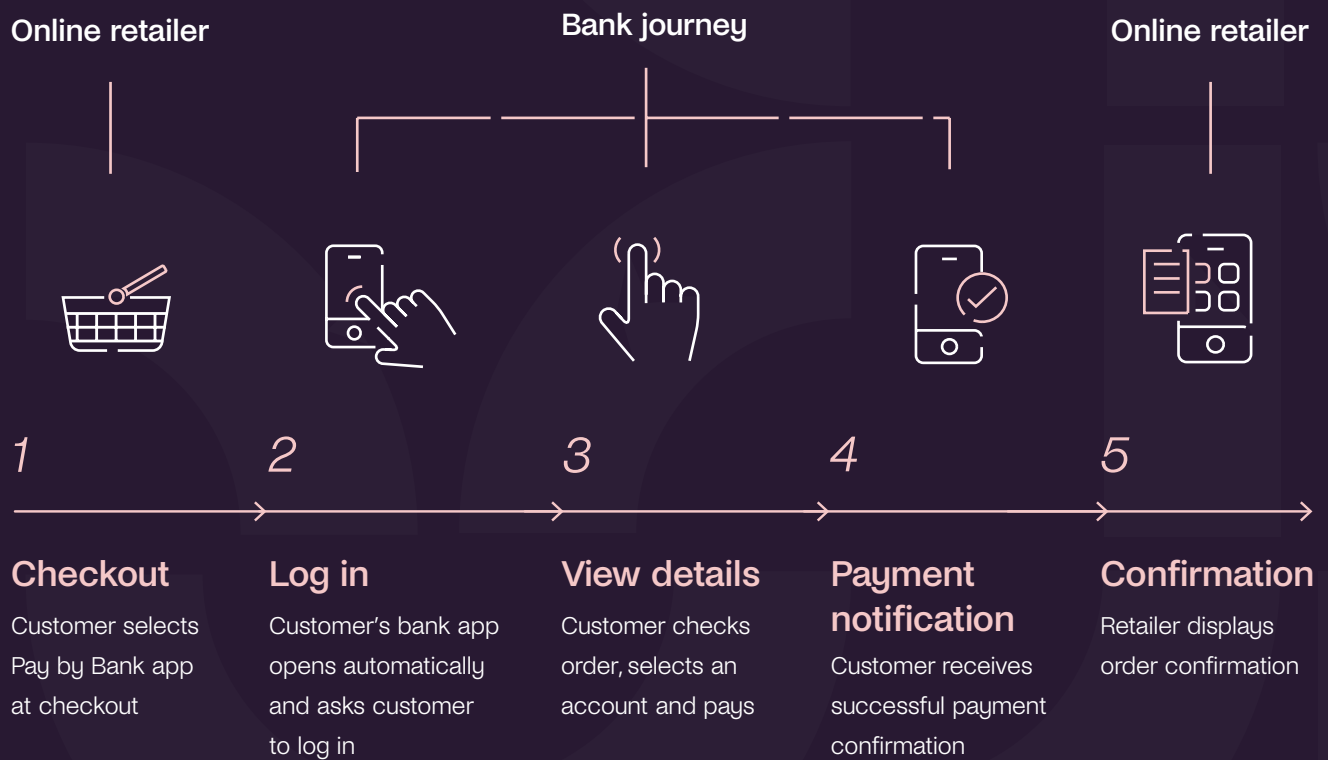 Online retailer
Bank journey
Online retailer
1
2
3
4
5
Checkout
Customer selects
Pay by Bank app
at checkout
Log in
Customer’s bank app
opens automatically
and asks customer
to log in
View details
Customer checks
order, selects an
account and pays
Payment
notification
Customer receives
successful payment
confirmation
Confirmation
Retailer displays
order confirmation